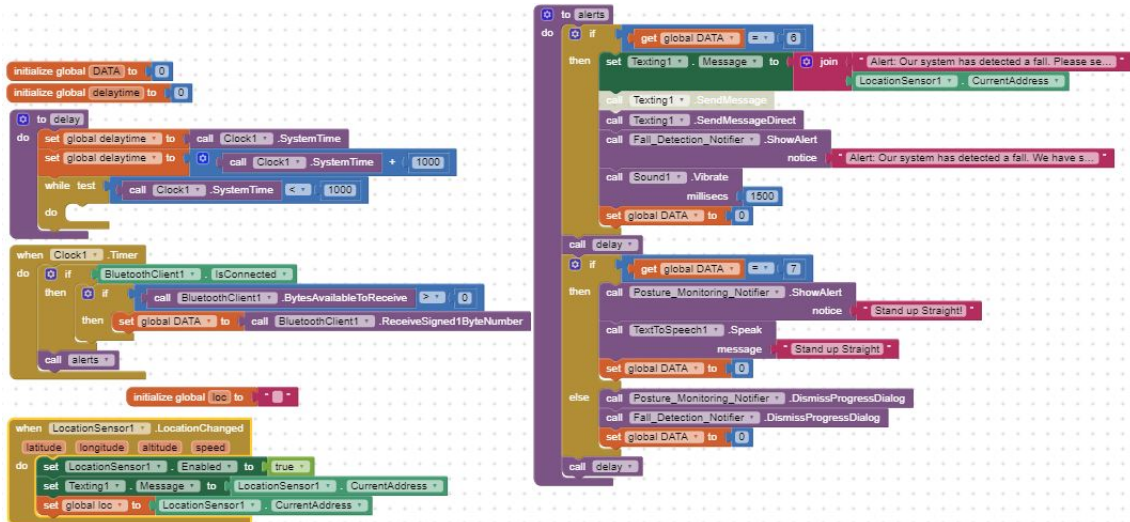 initialize global DATA to 0
initialize global delaytime to 0
to delay
do set global delaytime to call Clock1 .SystemTime
set global delaytime to call Clock1 .SystemTime + 1000
while test call Clock1 .SystemTime < 1000
do
when Clock1 .Timer
do if BluetoothClient1 . IsConnected
then if call BluetoothClient1 .BytesAvailableToReceive > 0
then set global DATA to call BluetoothClient1 .ReceiveSigned1ByteNumber
call alerts
initialize global loc to " "
when LocationSensor1 .LocationChanged
latitude longitude altitude speed
do set LocationSensor1 . Enabled to true
set Texting1 . Message to LocationSensor1 . CurrentAddress
set global loc to LocationSensor1 . CurrentAddress
to alerts
do if get global DATA = 6
then set Texting1 . Message to join " Alert: Our system has detected a fall. Please se... "
LocationSensor1 . CurrentAddress
call Texting1 .SendMessage
call Texting1 .SendMessageDirect
call Fall_Detection_Notifier .ShowAlert
notice " Alert: Our system has detected a fall. We have s... "
call Sound1 .Vibrate
millisecs 1500
set global DATA to 0
call delay
if get global DATA = 7
then call Posture_Monitoring_Notifier .ShowAlert
notice " Stand up Straight! "
call TextToSpeech1 .Speak
message " Stand up Straight "
set global DATA to 0
else call Posture_Monitoring_Notifier .DismissProgressDialog
call Fall_Detection_Notifier .DismissProgressDialog
set global DATA to 0
call delay